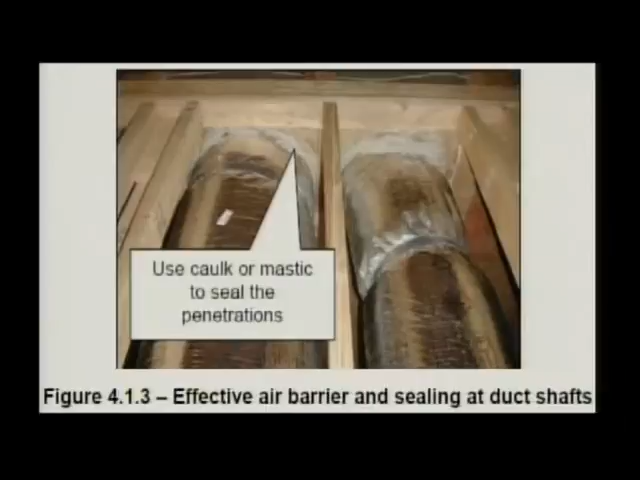 Use caulk or mastic
to seal the
penetrations
Figure 4.1.3 – Effective air barrier and sealing at duct shafts